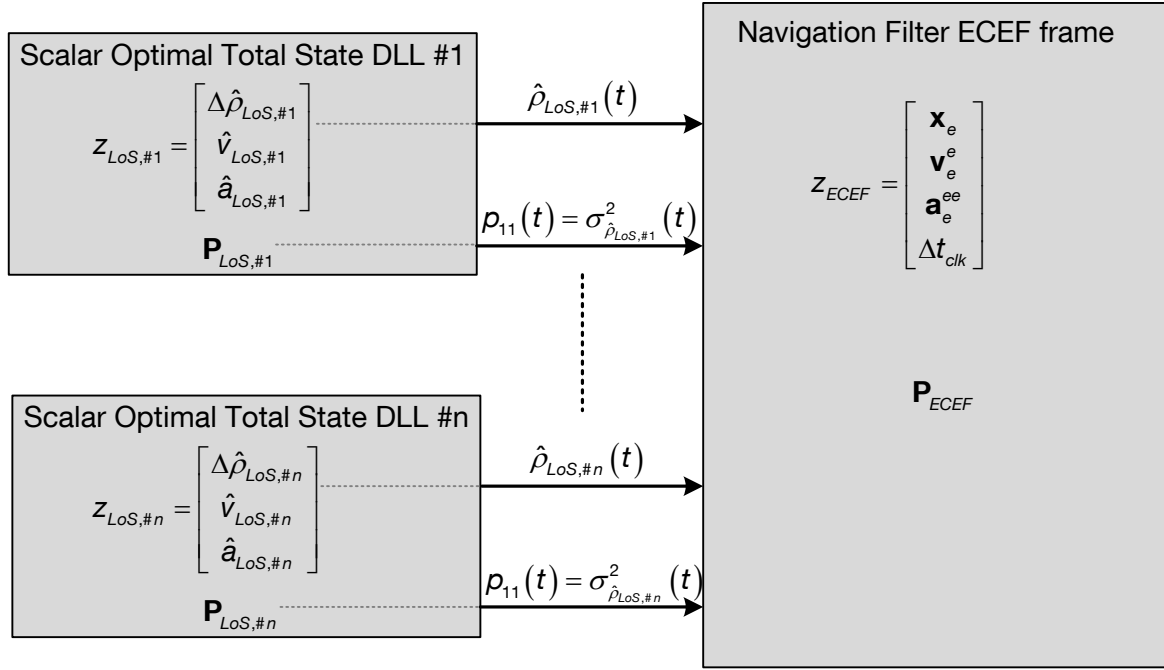 Scalar Optimal Total State DLL #1
z_{LoS,#1} = [Δρ̂_{LoS,#1}
v̂_{LoS,#1}
â_{LoS,#1}]
P_{LoS,#1}
ρ̂_{LoS,#1}(t)
p_{11}(t) = σ²_{ρ̂_{LoS,#1}}(t)
Scalar Optimal Total State DLL #n
z_{LoS,#n} = [Δρ̂_{LoS,#n}
v̂_{LoS,#n}
â_{LoS,#n}]
P_{LoS,#n}
ρ̂_{LoS,#n}(t)
p_{11}(t) = σ²_{ρ̂_{LoS,#n}}(t)
Navigation Filter ECEF frame
z_{ECEF} = [x_e
v_e^e
a_e^{ee}
Δt_{clk}]
P_{ECEF}